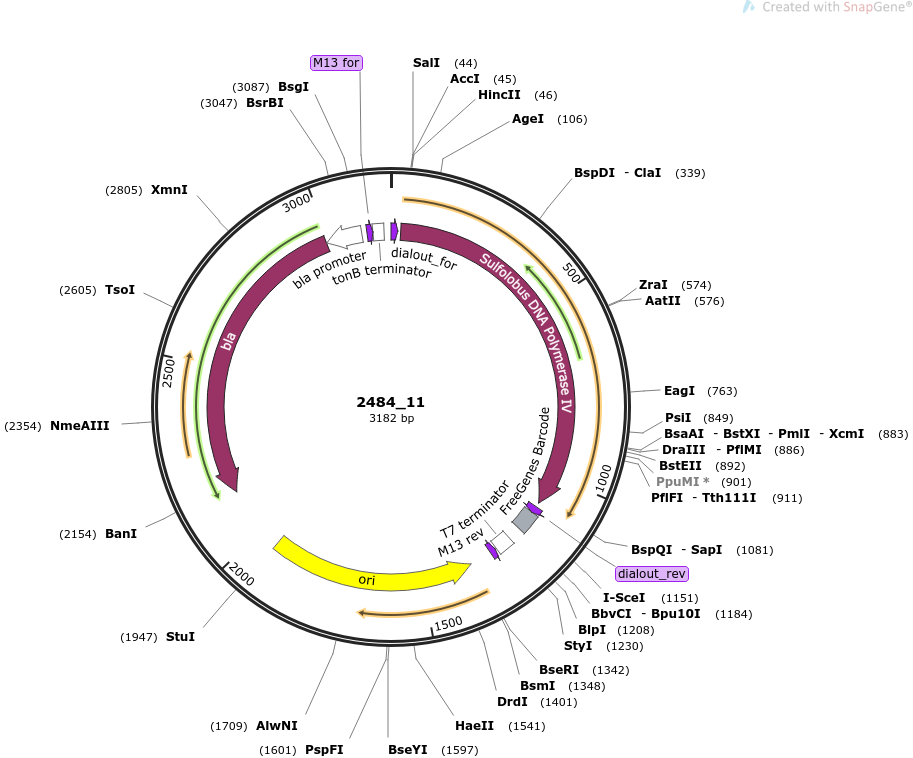 Created with SnapGene®
M13 for
SalI (44)
(3087) BsgI
AccI (45)
(3047) BsrBI
HincII (46)
AgeI (106)
BspDI - ClaI (339)
(2805) XmnI
3000
bla promoter
tonB terminator
dialout_for
Sulfolobus DNA Polymerase IV
500
ZraI (574)
(2605) TsoI
AatII (576)
bla
2500
2484_11
3182 bp
EagI (763)
PsiI (849)
(2354) NmeAIII
BsaAI - BstXI - PmlI - XcmI (883)
DraIII - PflMI (886)
BstEII (892)
PpuMI * (901)
PflFI - Tth111I (911)
1000
FreeGenes Barcode
T7 terminator
M13 rev
(2154) BanI
BspQI - SapI (1081)
dialout_rev
2000
ori
I-SceI (1151)
BbvCI - Bpu10I (1184)
BlpI (1208)
1500
(1947) StuI
StyI (1230)
BseRI (1342)
BsmI (1348)
DrdI (1401)
(1709) AlwNI
HaeII (1541)
(1601) PspFI
BseYI (1597)